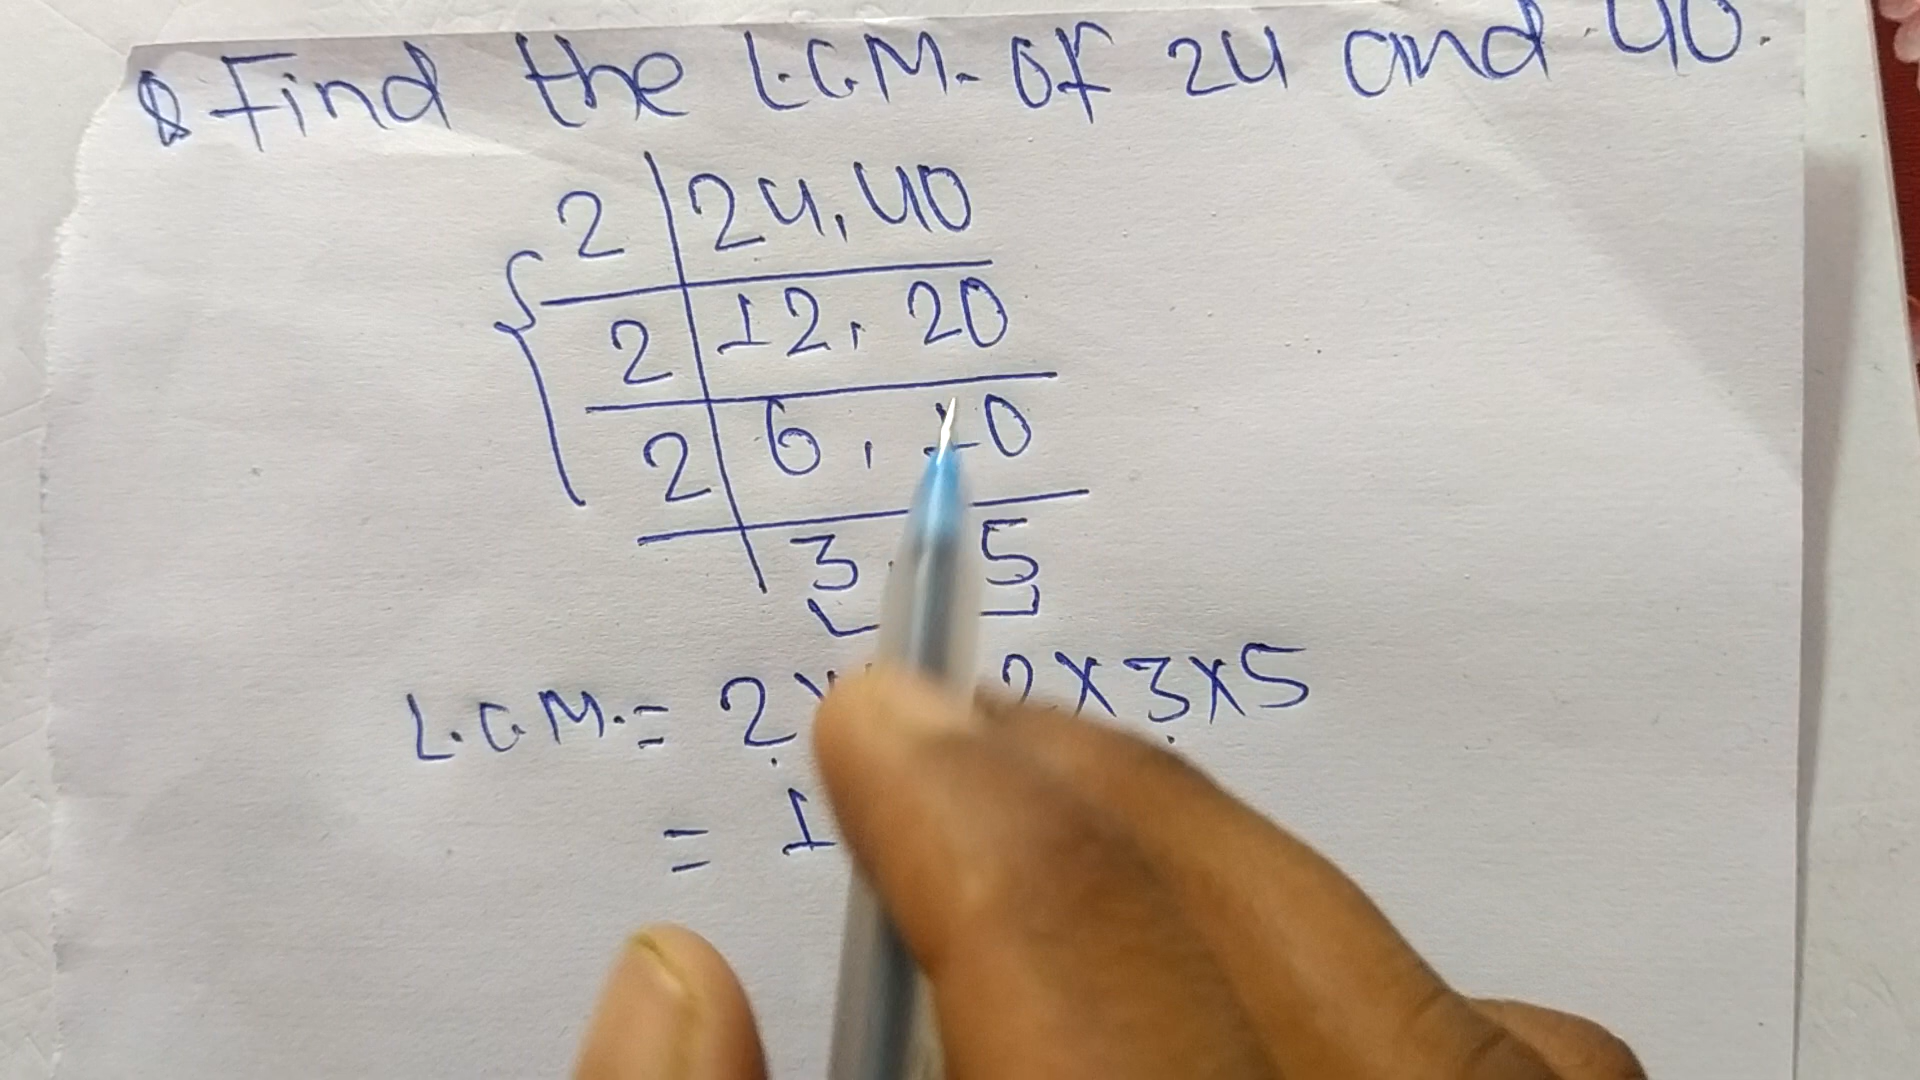 Q Find the L.C.M. of 24 and 40.
2 24, 40
2 12, 20
2 6, 10
3 5
L.C.M. = 2 × 2 × 3 × 5
= 1